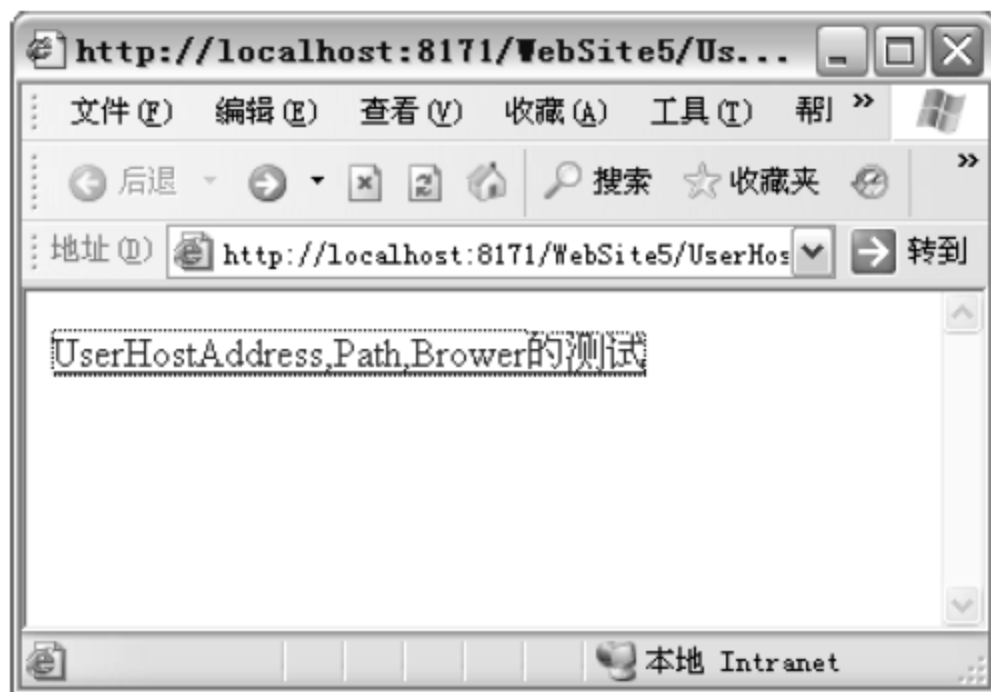 http://localhost:8171/WebSite5/Us...
文件(F) 编辑(E) 查看(V) 收藏(A) 工具(T) 帮 »
后退 搜索 收藏夹 »
地址(D) http://localhost:8171/WebSite5/UserHos 转到
UserHostAddress,Path,Brower的测试
本地 Intranet